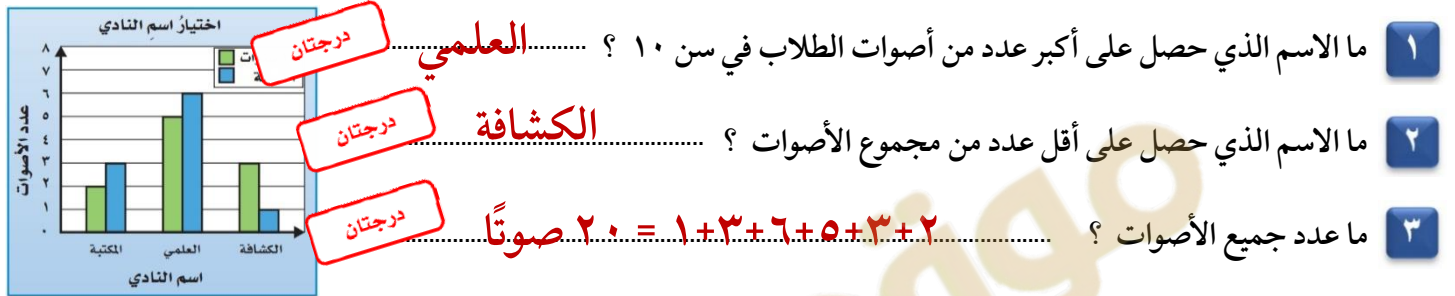 ١ ما الاسم الذي حصل على أكبر عدد من أصوات الطلاب في سن ١٠ ؟ العلمي
درجتان
٢ ما الاسم الذي حصل على أقل عدد من مجموع الأصوات ؟ الكشافة
درجتان
٣ ما عدد جميع الأصوات ؟ ٢+٣+٥+٦+٣+١ = ٢٠ صوتًا
درجتان
اختيارُ اسمِ النادي
٨
٧
٦
٥
٤
٣
٢
١
٠
عدد الأصوات
المكتبة العلمي الكشافة
اسم النادي